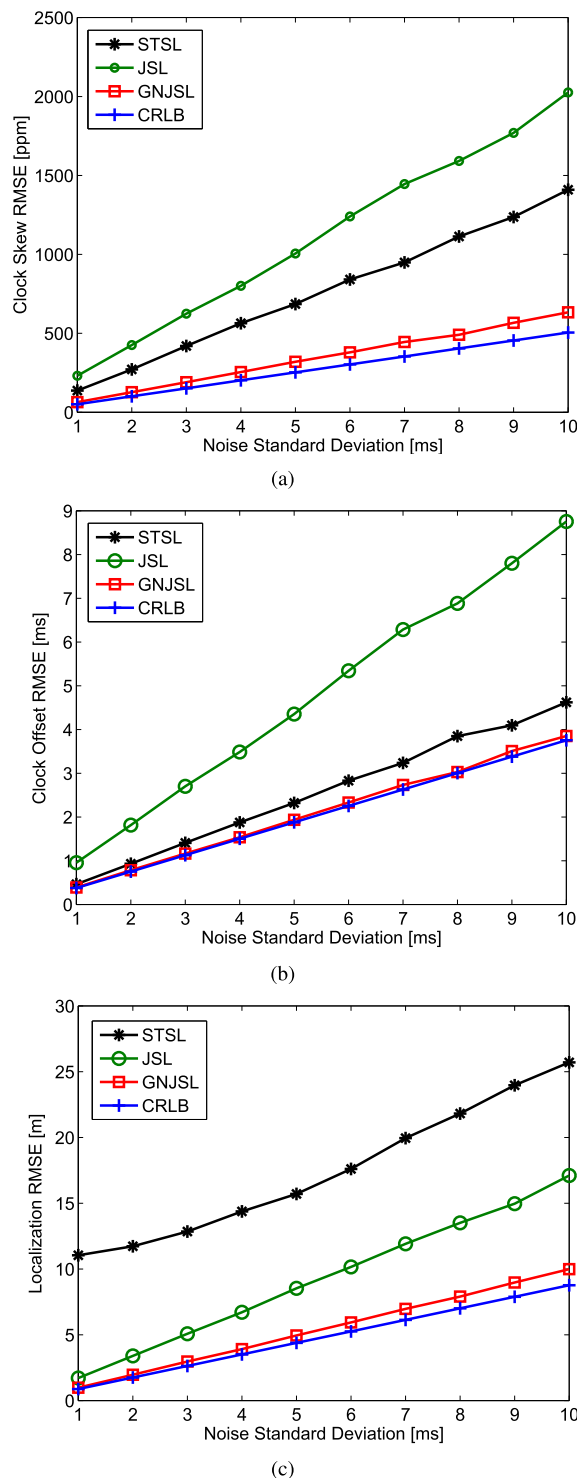 2500
2000
1500
1000
500
0
Clock Skew RMSE [ppm]
STSL
JSL
GNJSL
CRLB
1 2 3 4 5 6 7 8 9 10
Noise Standard Deviation [ms]
(a)
9
8
7
6
5
4
3
2
1
0
Clock Offset RMSE [ms]
STSL
JSL
GNJSL
CRLB
1 2 3 4 5 6 7 8 9 10
Noise Standard Deviation [ms]
(b)
30
25
20
15
10
5
0
Localization RMSE [m]
STSL
JSL
GNJSL
CRLB
1 2 3 4 5 6 7 8 9 10
Noise Standard Deviation [ms]
(c)